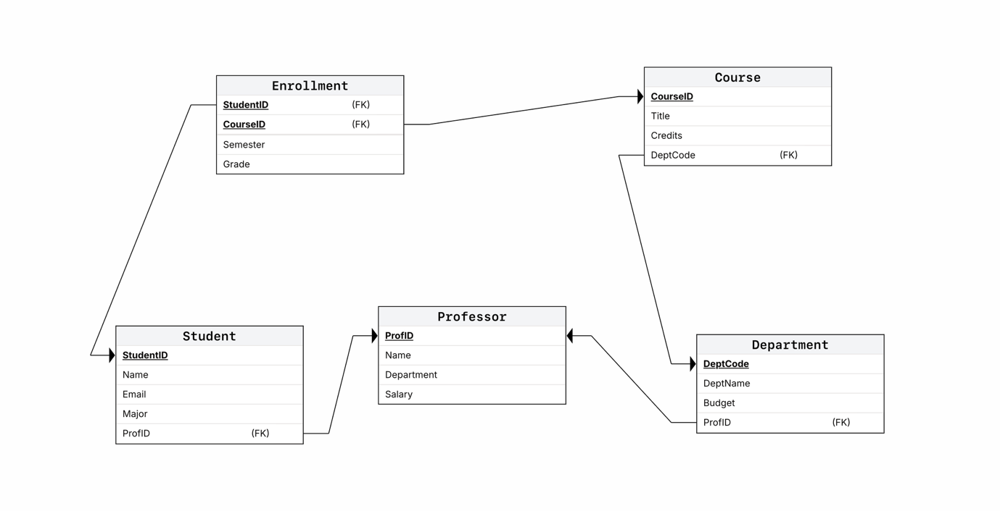 Enrollment
StudentID (FK)
CourseID (FK)
Semester
Grade
Course
CourseID
Title
Credits
DeptCode (FK)
Student
StudentID
Name
Email
Major
ProfID (FK)
Professor
ProfID
Name
Department
Salary
Department
DeptCode
DeptName
Budget
ProfID (FK)